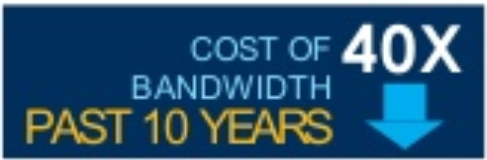 COST OF 40X
BANDWIDTH
PAST 10 YEARS